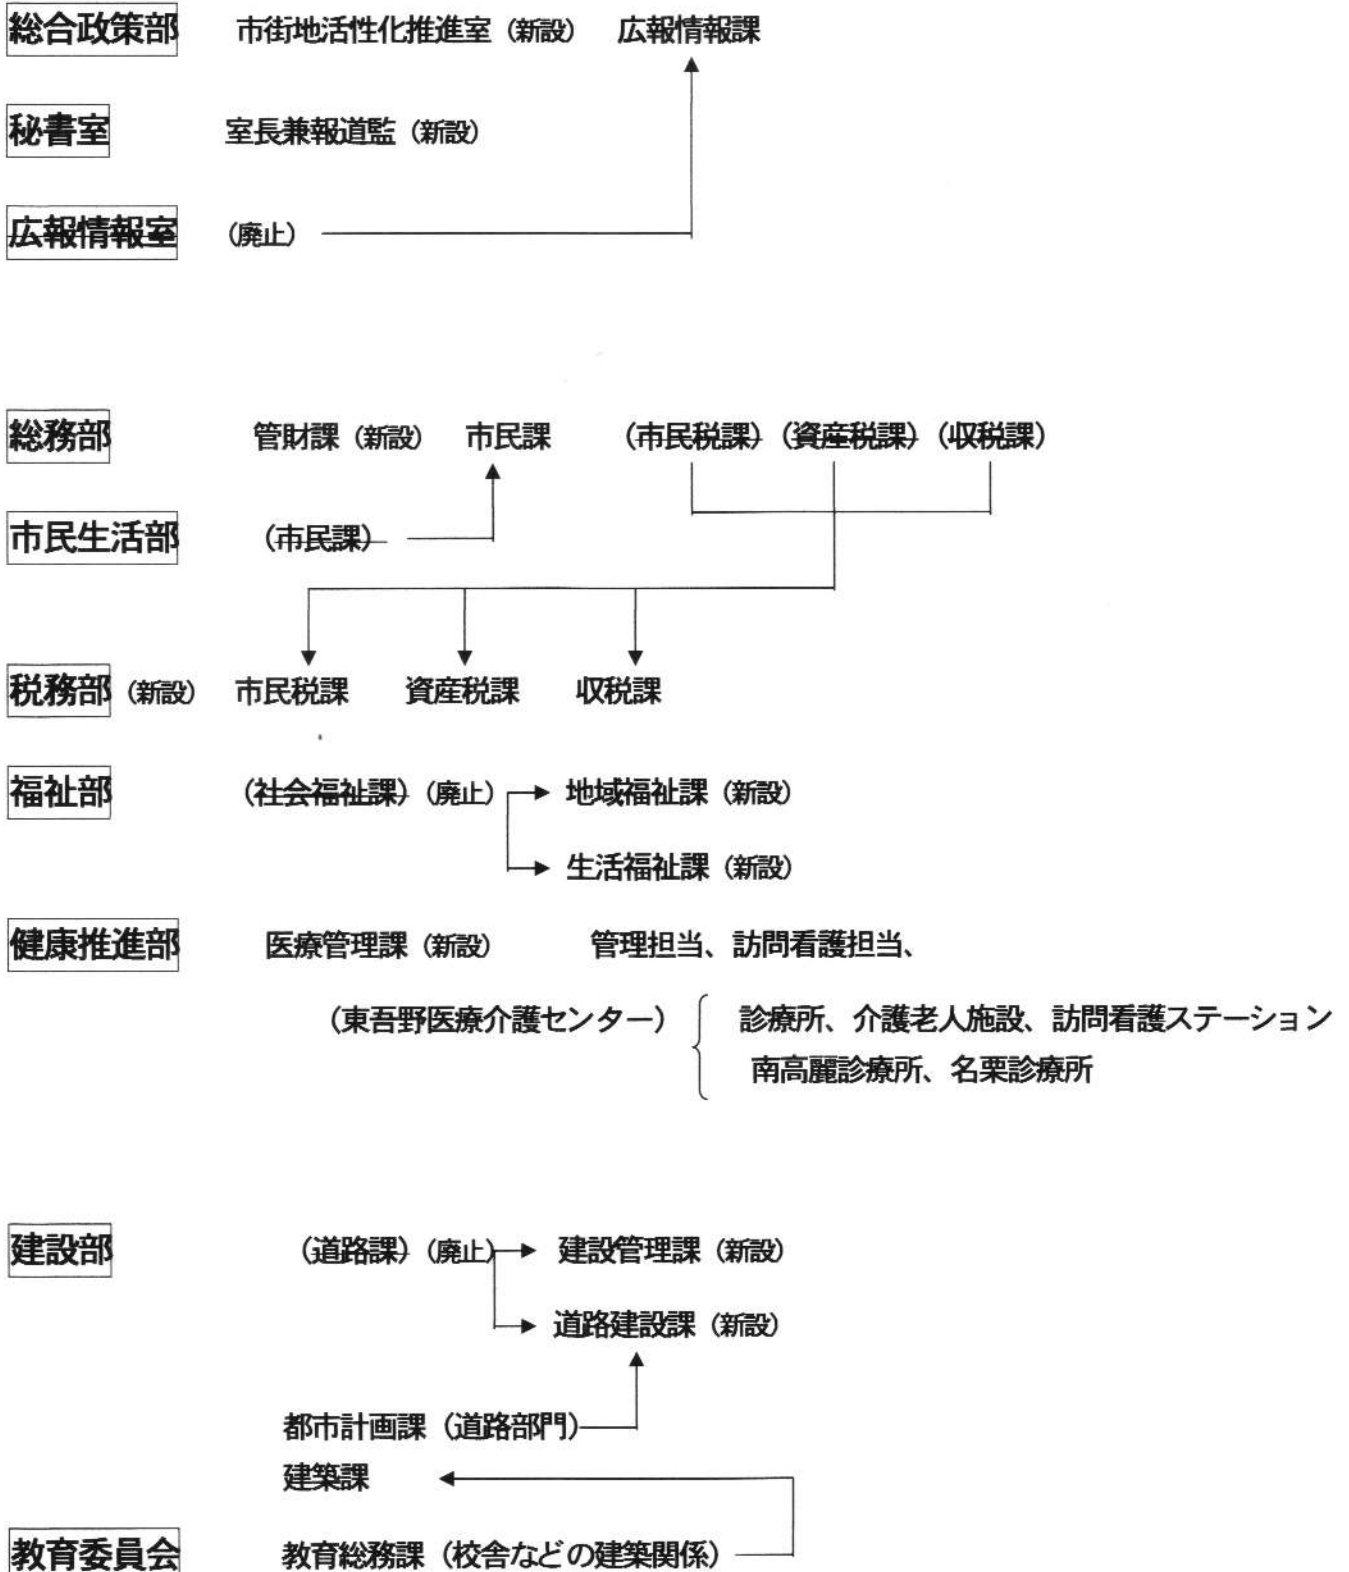 総合政策部 市街地活性化推進室（新設） 広報情報課
秘書室 室長兼報道監（新設）
広報情報室 （廃止）
総務部 管財課（新設） 市民課 （市民税課）（資産税課）（収税課）
市民生活部 （市民課）
税務部（新設） 市民税課 資産税課 収税課
福祉部 （社会福祉課）（廃止） 地域福祉課（新設）
生活福祉課（新設）
健康推進部 医療管理課（新設） 管理担当、訪問看護担当、
（東吾野医療介護センター） 診療所、介護老人施設、訪問看護ステーション
南高麗診療所、名栗診療所
建設部 （道路課）（廃止） 建設管理課（新設）
道路建設課（新設）
都市計画課（道路部門）
建築課
教育委員会 教育総務課（校舎などの建築関係）